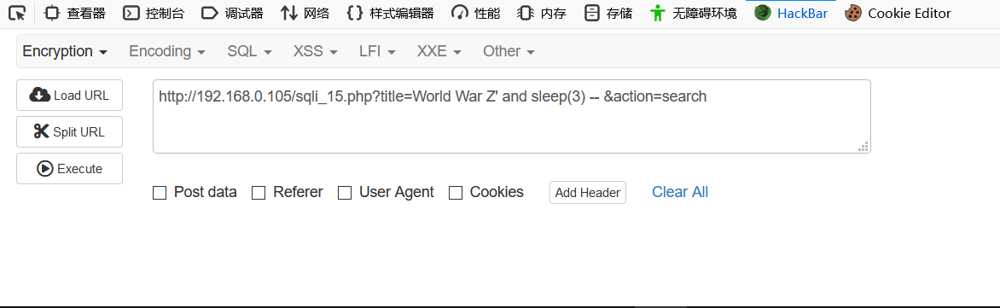 查看器 控制台 调试器 网络 样式编辑器 性能 内存 存储 无障碍环境 HackBar Cookie Editor
Encryption Encoding SQL XSS LFI XXE Other
Load URL
http://192.168.0.105/sqli_15.php?title=World War Z' and sleep(3) -- &action=search
Split URL
Execute
Post data Referer User Agent Cookies Add Header Clear All